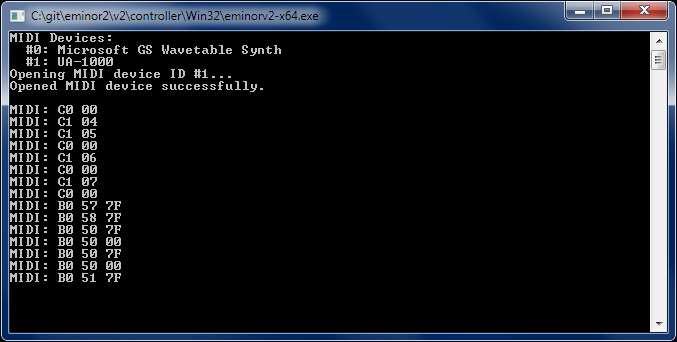 C:\git\eminor2\v2\controller\Win32\eminorv2-x64.exe
MIDI Devices:
  #0: Microsoft GS Wavetable Synth
  #1: UA-1000
Opening MIDI device ID #1...
Opened MIDI device successfully.

MIDI: C0 00
MIDI: C1 04
MIDI: C1 05
MIDI: C0 00
MIDI: C1 06
MIDI: C0 00
MIDI: C1 07
MIDI: C0 00
MIDI: B0 57 7F
MIDI: B0 58 7F
MIDI: B0 50 7F
MIDI: B0 50 00
MIDI: B0 50 7F
MIDI: B0 50 00
MIDI: B0 51 7F